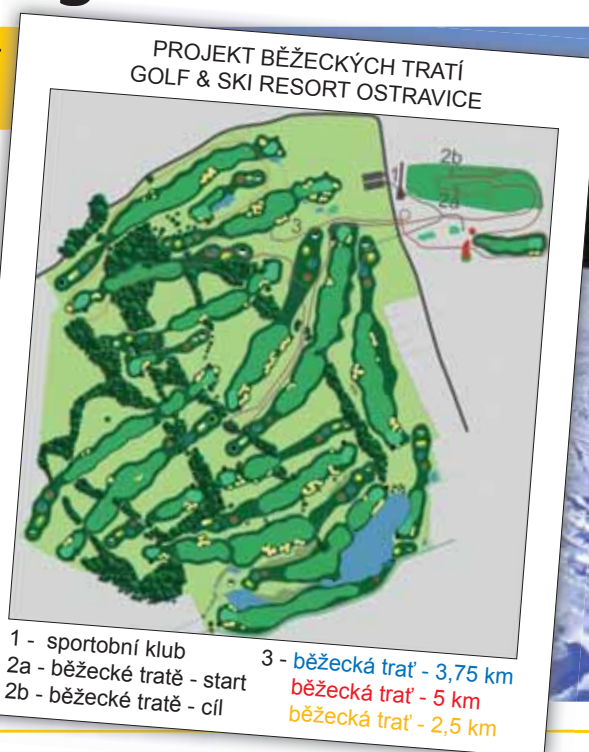 PROJEKT BĚŽECKÝCH TRATÍ
GOLF & SKI RESORT OSTRAVICE
2b
1
2a
3
1 - sportobní klub
2a - běžecké tratě - start
2b - běžecké tratě - cíl
3 - běžecká trať - 3,75 km
běžecká trať - 5 km
běžecká trať - 2,5 km